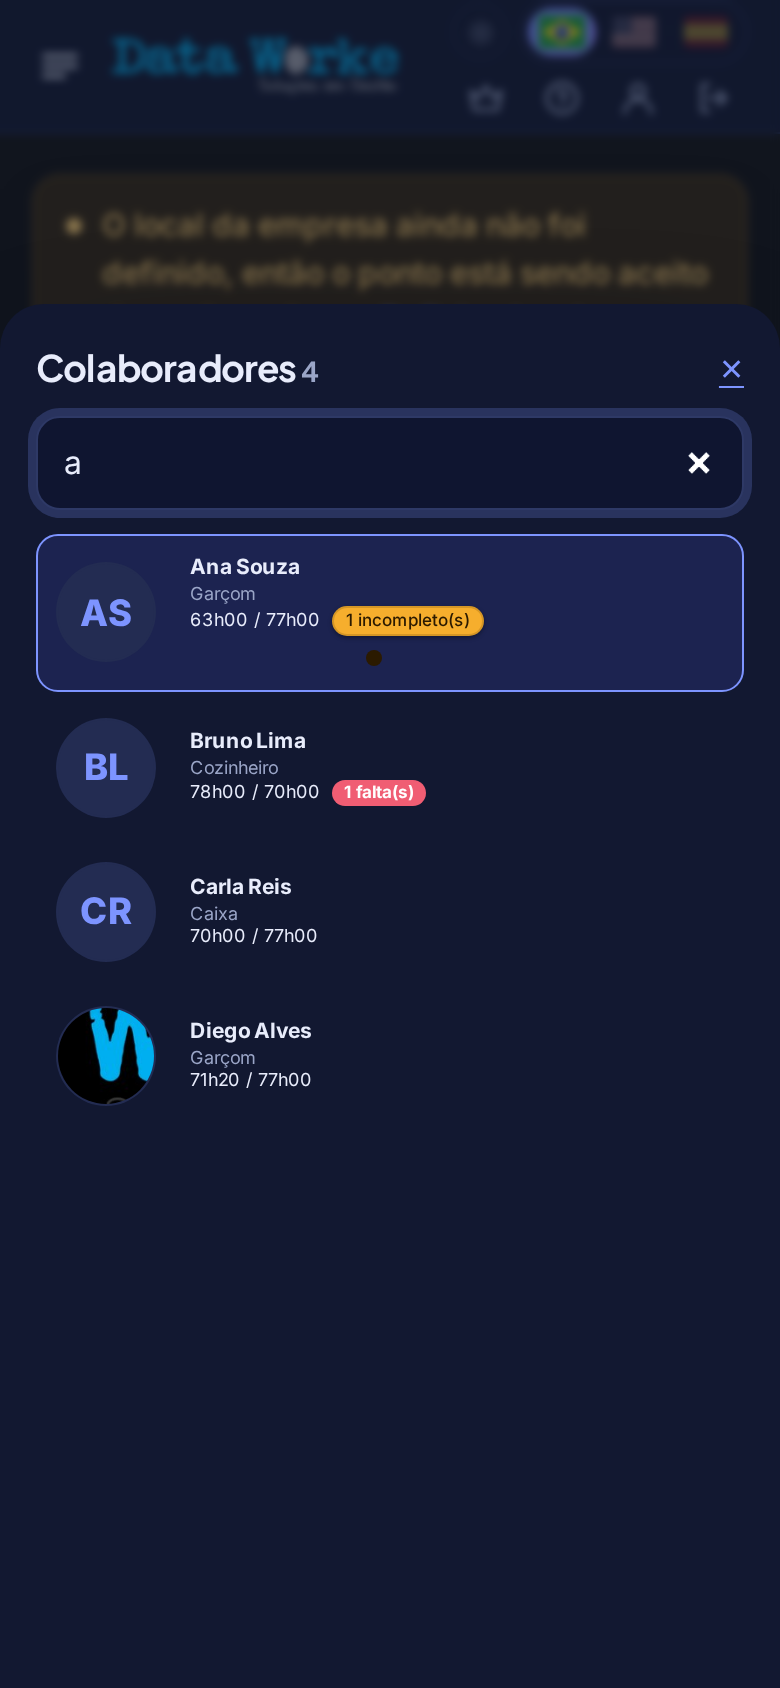 Data Worke
O local da empresa ainda não foi
definido, então o ponto está sendo aceito
Colaboradores 4
a
AS
Ana Souza
Garçom
63h00 / 77h00 1 incompleto(s)
BL
Bruno Lima
Cozinheiro
78h00 / 70h00 1 falta(s)
CR
Carla Reis
Caixa
70h00 / 77h00
Diego Alves
Garçom
71h20 / 77h00